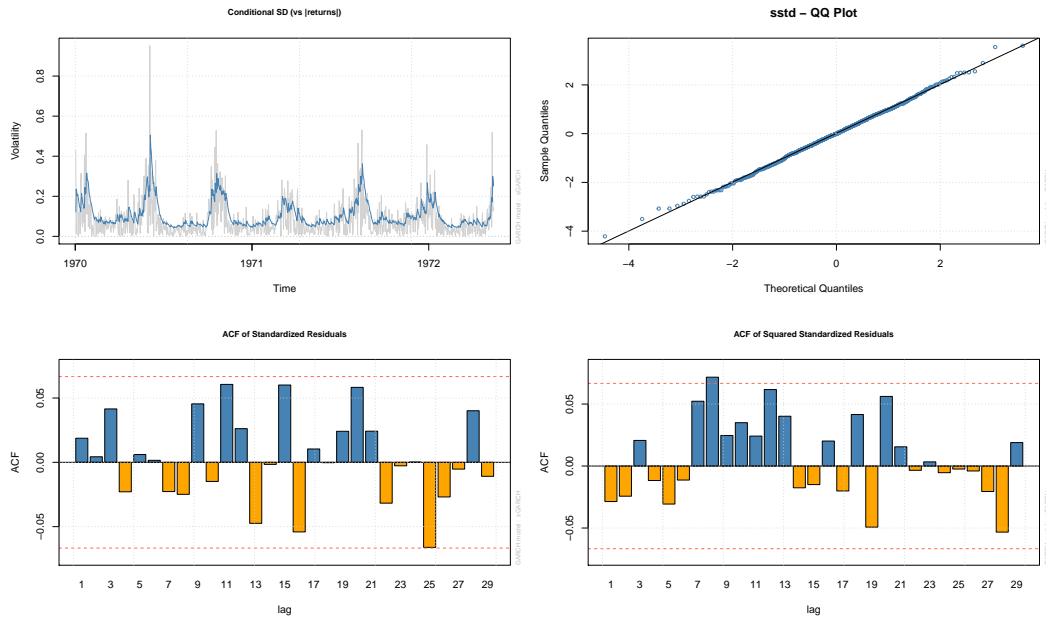 Conditional SD (vs |returns|)
Volatility
0.0 0.2 0.4 0.6 0.8
1970 1971 1972
Time
GARCH model : sGARCH
sstd – QQ Plot
Sample Quantiles
−4 −2 0 2
−4 −2 0 2
Theoretical Quantiles
ACF of Standardized Residuals
ACF
−0.05 0.00 0.05
1 3 5 7 9 11 13 15 17 19 21 23 25 27 29
lag
GARCH model : sGARCH
ACF of Squared Standardized Residuals
ACF
−0.05 0.00 0.05
1 3 5 7 9 11 13 15 17 19 21 23 25 27 29
lag